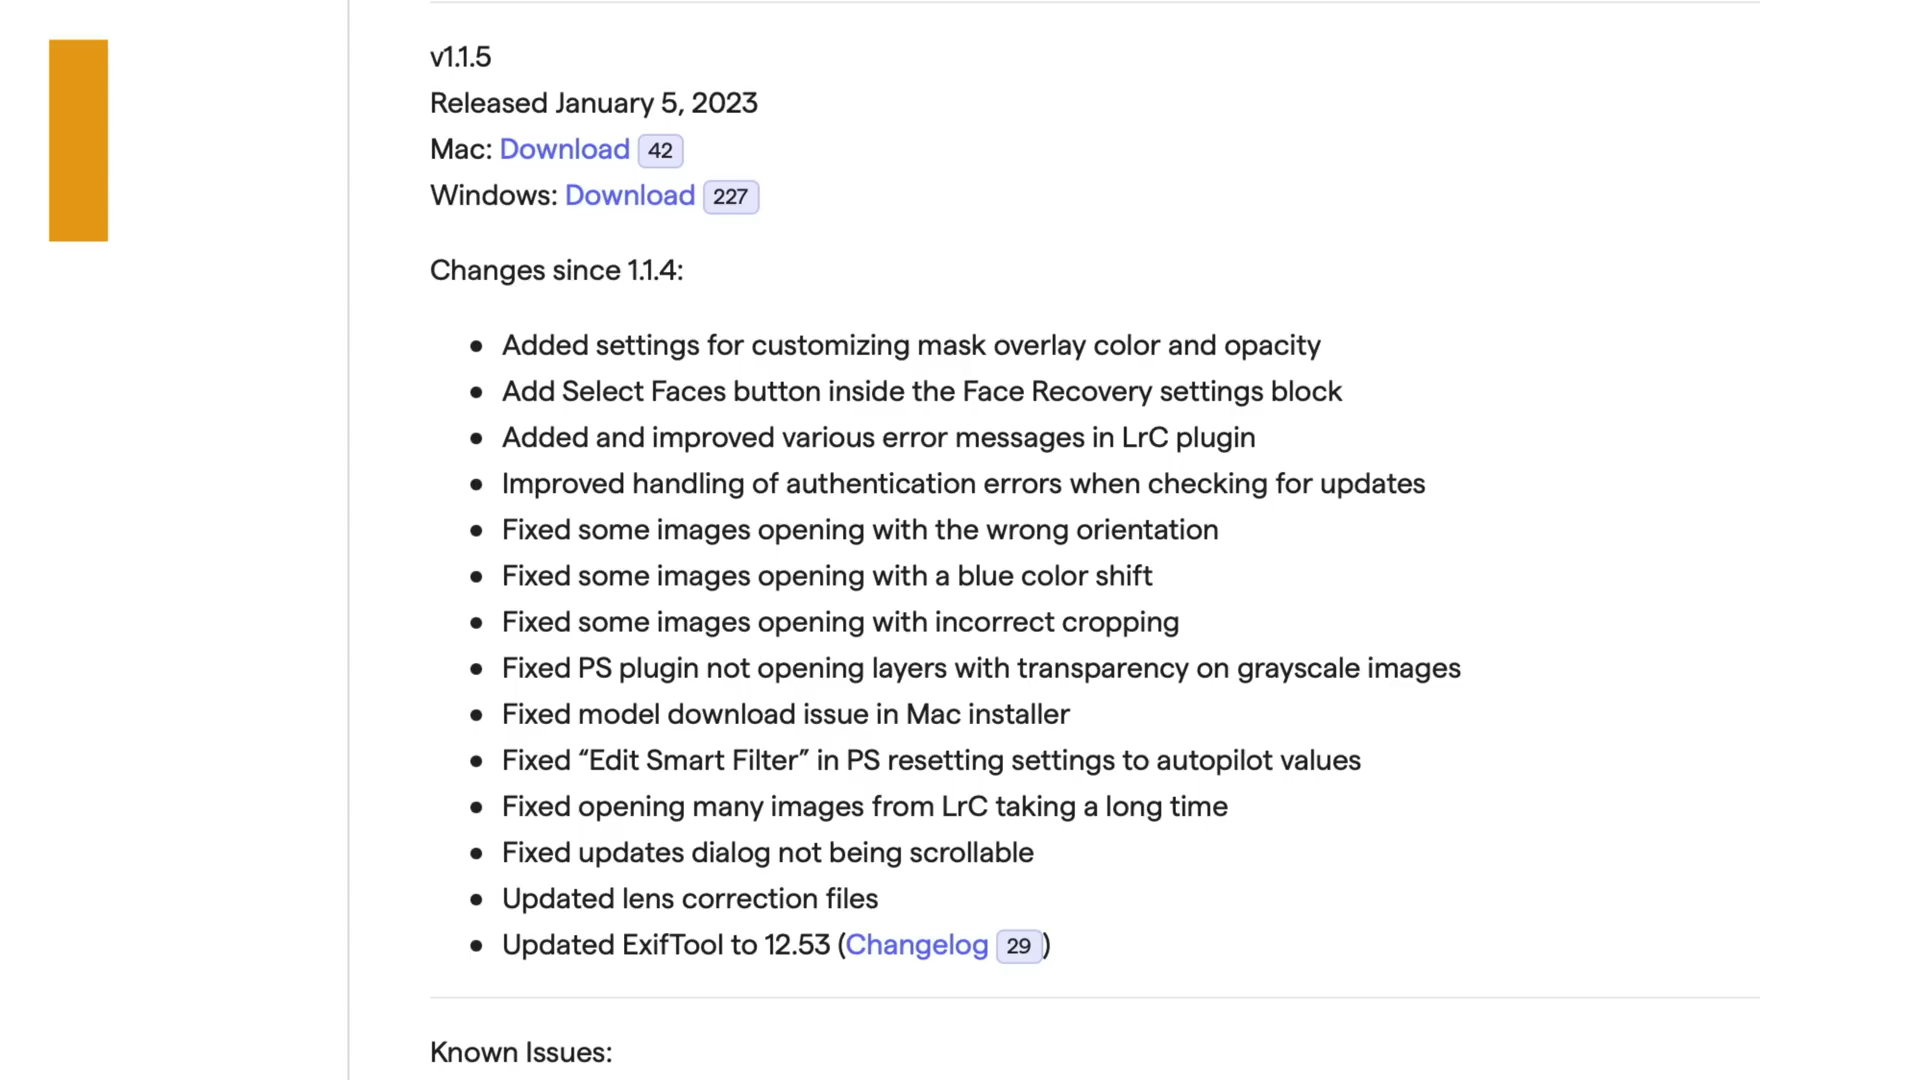 v1.1.5
Released January 5, 2023
Mac: Download 42
Windows: Download 227
Changes since 1.1.4:
• Added settings for customizing mask overlay color and opacity
• Add Select Faces button inside the Face Recovery settings block
• Added and improved various error messages in LrC plugin
• Improved handling of authentication errors when checking for updates
• Fixed some images opening with the wrong orientation
• Fixed some images opening with a blue color shift
• Fixed some images opening with incorrect cropping
• Fixed PS plugin not opening layers with transparency on grayscale images
• Fixed model download issue in Mac installer
• Fixed “Edit Smart Filter” in PS resetting settings to autopilot values
• Fixed opening many images from LrC taking a long time
• Fixed updates dialog not being scrollable
• Updated lens correction files
• Updated ExifTool to 12.53 (Changelog 29)
Known Issues: